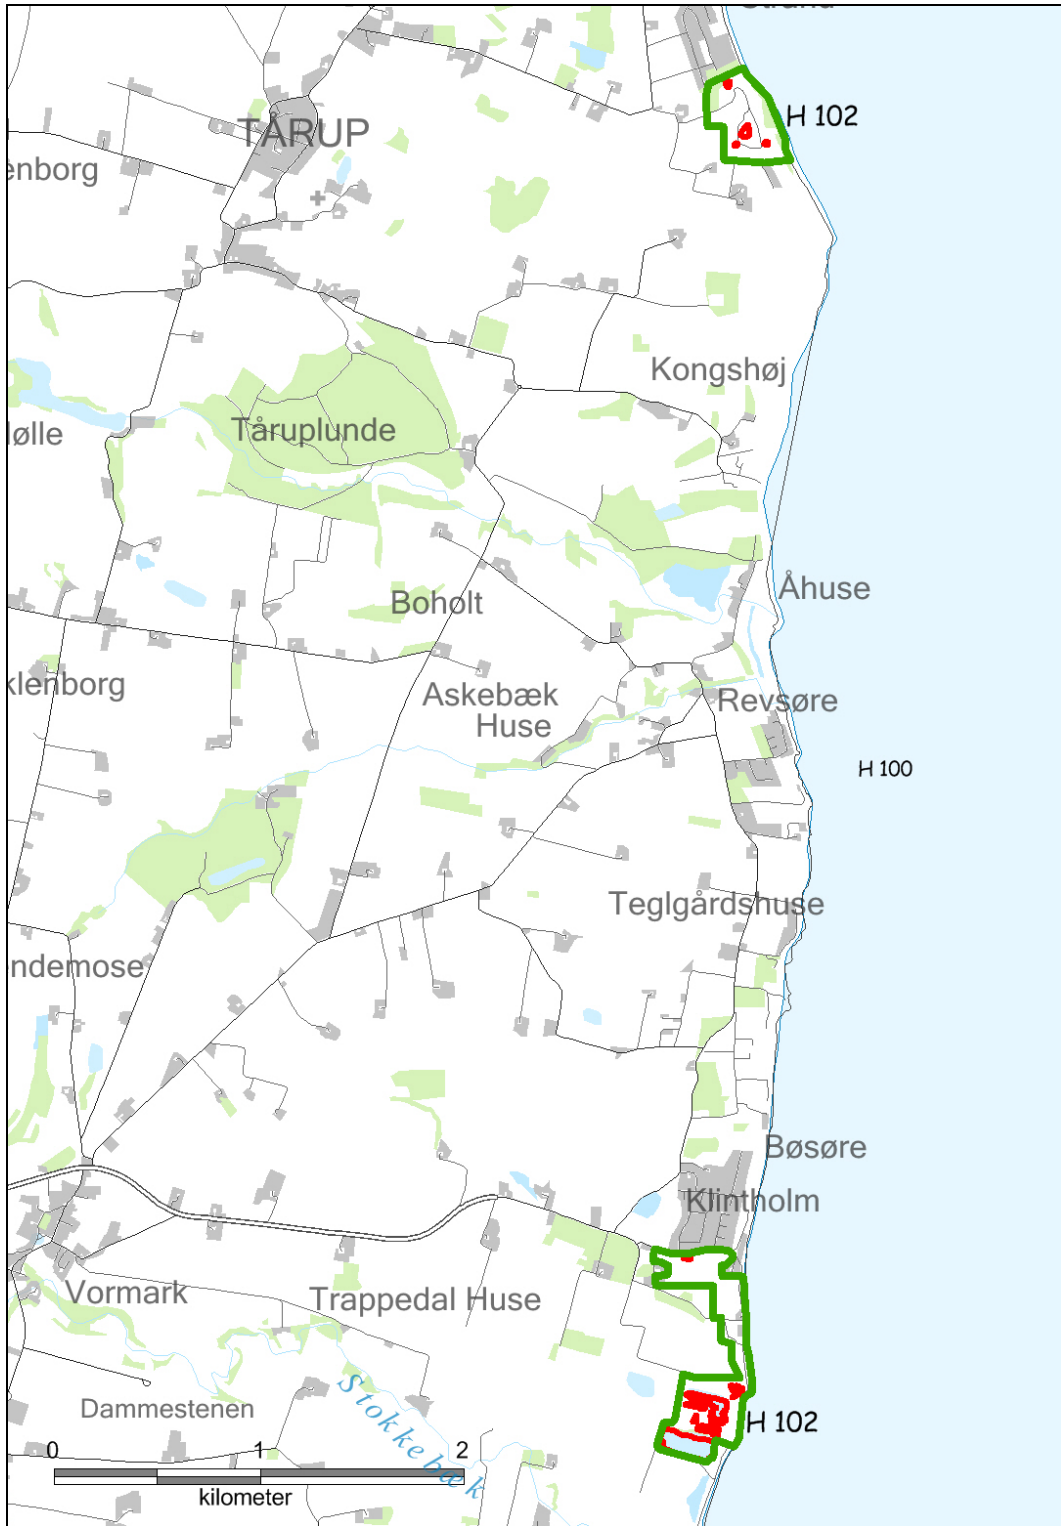 Strand
H 102
TÅRUP
enborg
Kongshøj
ølle
Tåruplunde
Åhuse
Boholt
klenborg
Askebæk
Huse
Revsøre
H 100
Teglgårdshuse
ndemose
Bøsøre
Klintholm
Vormark
Trappedal Huse
Stokkebæk
Dammestenen
H 102
0 1 2
kilometer